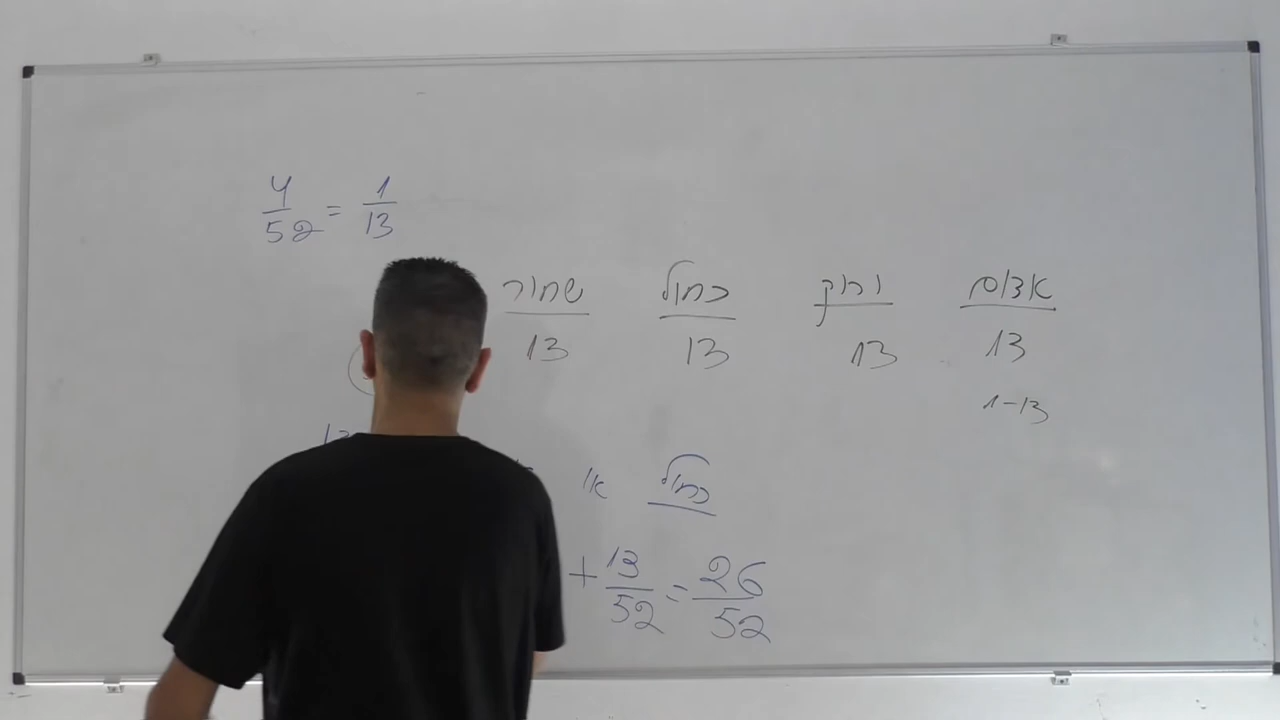 4/52 = 1/13
אדום ירוק כחול שחור
13 13 13 13
1-13
כחול או
+ 13/52 = 26/52